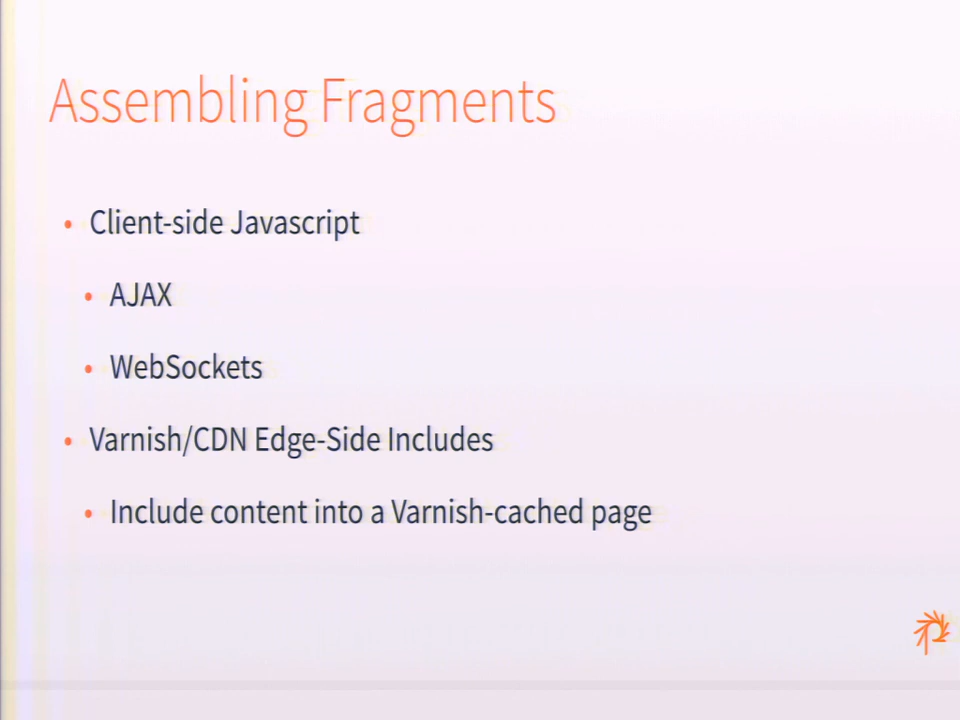 Assembling Fragments
• Client-side Javascript
• AJAX
• WebSockets
• Varnish/CDN Edge-Side Includes
• Include content into a Varnish-cached page